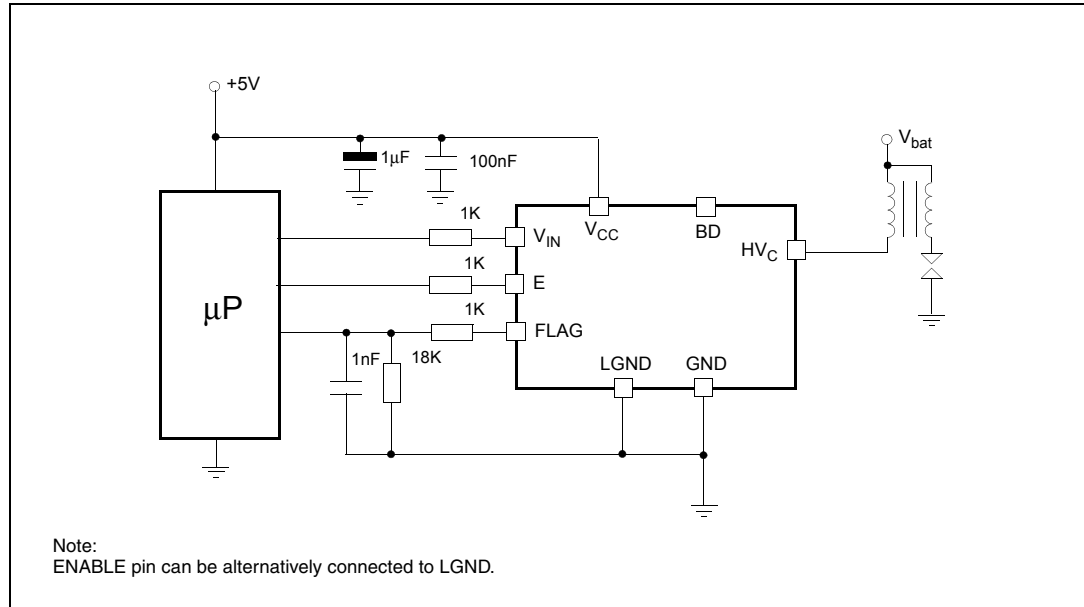 +5V
V_bat
1µF
100nF
1K
V_IN
V_CC
BD
HV_C
1K
E
µP
1K
FLAG
1nF
18K
LGND
GND
Note:
ENABLE pin can be alternatively connected to LGND.